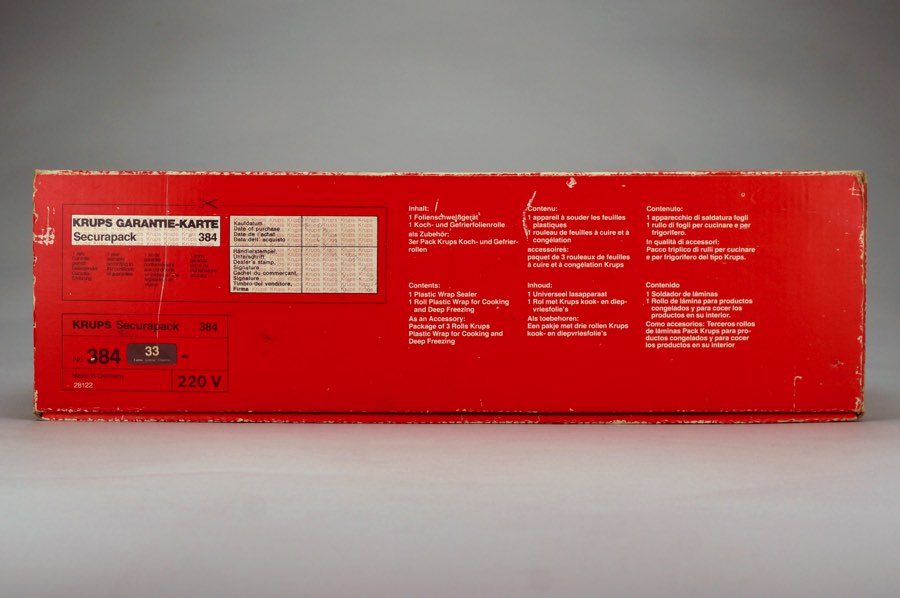 KRUPS GARANTIE-KARTE
Securapack 384
Kaufdatum
Date of purchase
Date de l'achat
Data dell' acquisto
Händlerstempel,
Unterschrift
Dealer's stamp,
Signature
Cachet du commercant,
Signature
Timbro del venditore,
Firma
KRUPS Securapack 384
No. 384 33 -
Made in Germany
28122
220 V
Inhalt:
1 Folienschweißgerät
1 Koch- und Gefrierfolienrolle
als Zubehör:
3er Pack Krups Koch- und Gefrier-
rollen
Contenu:
1 appareil à souder les feuilles
plastiques
1 rouleau de feuilles à cuire et à
congélation
accessoires:
paquet de 3 rouleaux de feuilles
à cuire et à congélation Krups
Contenuto:
1 apparecchio di saldatura fogli
1 rullo di fogli per cucinare e per
frigorifero.
In qualità di accessori:
Pacco triplico di rulli per cucinare
e per frigorifero del tipo Krups.
Contents:
1 Plastic Wrap Sealer
1 Roll Plastic Wrap for Cooking
and Deep Freezing
As an Accessory:
Package of 3 Rolls Krups
Plastic Wrap for Cooking and
Deep Freezing
Inhoud:
1 Universeel lasapparaat
1 Rol met Krups kook- en diep-
vriesfolie's
Als toebehoren:
Een pakje met drie rollen Krups
kook- en diepvriesfolie's
Contenido
1 Soldador de láminas
1 Rollo de lámina para productos
congelados y para cocer los
productos en su interior.
Como accesorios: Terceros rollos
de láminas Pack Krups para pro-
ductos congelados y para cocer
los productos en su interior